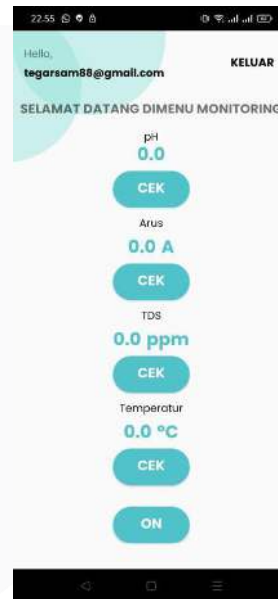 22.55
Hello,
KELUAR
tegarsam88@gmail.com
SELAMAT DATANG DIMENU MONITORING
pH
0.0
CEK
Arus
0.0 A
CEK
TDS
0.0 ppm
CEK
Temperatur
0.0 °C
CEK
ON